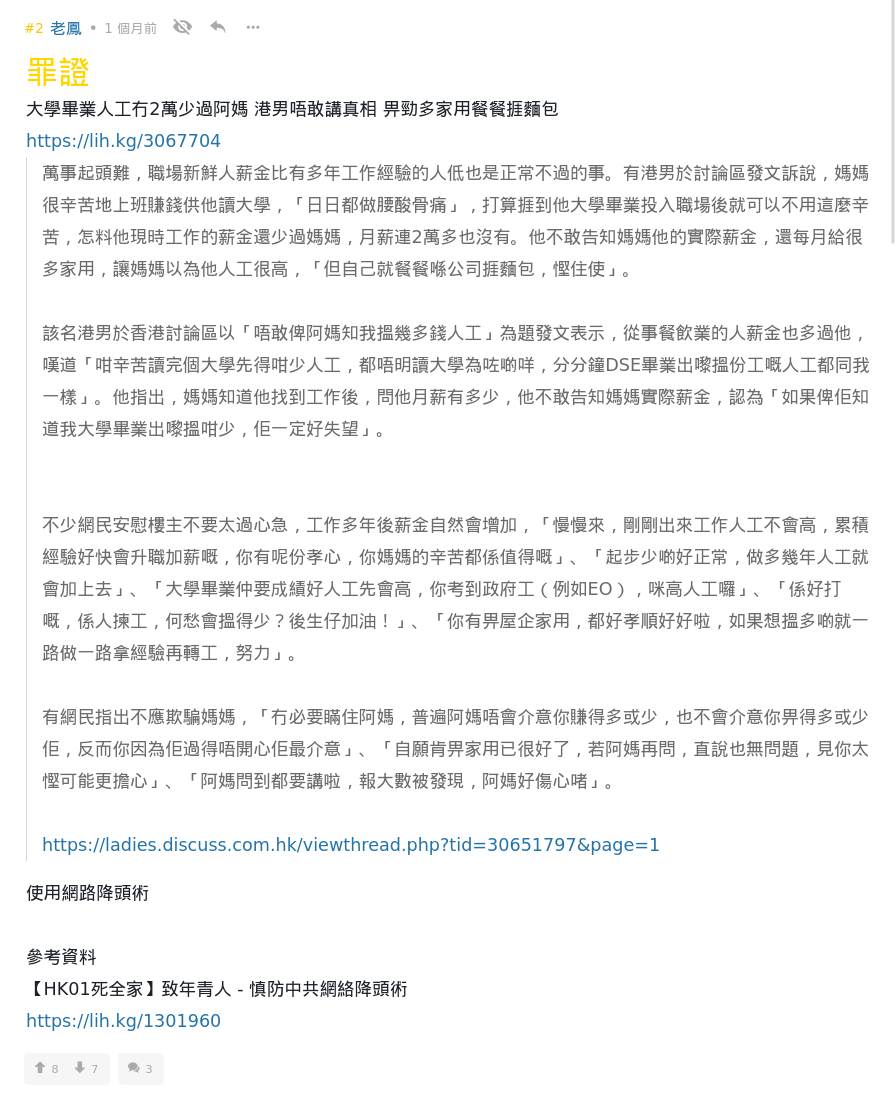 #2 老鳳 • 1 個月前
罪證
大學畢業人工冇2萬少過阿媽 港男唔敢講真相 畀勁多家用餐餐捱麵包
https://lih.kg/3067704
萬事起頭難，職場新鮮人薪金比有多年工作經驗的人低也是正常不過的事。有港男於討論區發文訴說，媽媽
很辛苦地上班賺錢供他讀大學，「日日都做腰酸骨痛」，打算捱到他大學畢業投入職場後就可以不用這麼辛
苦，怎料他現時工作的薪金還少過媽媽，月薪連2萬多也沒有。他不敢告知媽媽他的實際薪金，還每月給很
多家用，讓媽媽以為他人工很高，「但自己就餐餐喺公司捱麵包，慳住使」。
該名港男於香港討論區以「唔敢俾阿媽知我搵幾多錢人工」為題發文表示，從事餐飲業的人薪金也多過他，
嘆道「咁辛苦讀完個大學先得咁少人工，都唔明讀大學為咗啲咩，分分鐘DSE畢業出嚟搵份工嘅人工都同我
一樣」。他指出，媽媽知道他找到工作後，問他月薪有多少，他不敢告知媽媽實際薪金，認為「如果俾佢知
道我大學畢業出嚟搵咁少，佢一定好失望」。
不少網民安慰樓主不要太過心急，工作多年後薪金自然會增加，「慢慢來，剛剛出來工作人工不會高，累積
經驗好快會升職加薪嘅，你有呢份孝心，你媽媽的辛苦都係值得嘅」、「起步少啲好正常，做多幾年人工就
會加上去」、「大學畢業仲要成績好人工先會高，你考到政府工（例如EO），咪高人工囉」、「係好打
嘅，係人揀工，何愁會搵得少？後生仔加油！」、「你有畀屋企家用，都好孝順好好啦，如果想搵多啲就一
路做一路拿經驗再轉工，努力」。
有網民指出不應欺騙媽媽，「冇必要瞞住阿媽，普遍阿媽唔會介意你賺得多或少，也不會介意你畀得多或少
佢，反而你因為佢過得唔開心佢最介意」、「自願肯畀家用已很好了，若阿媽再問，直說也無問題，見你太
慳可能更擔心」、「阿媽問到都要講啦，報大數被發現，阿媽好傷心啫」。
https://ladies.discuss.com.hk/viewthread.php?tid=30651797&page=1
使用網路降頭術
參考資料
【HK01死全家】致年青人 - 慎防中共網絡降頭術
https://lih.kg/1301960
8 7 3